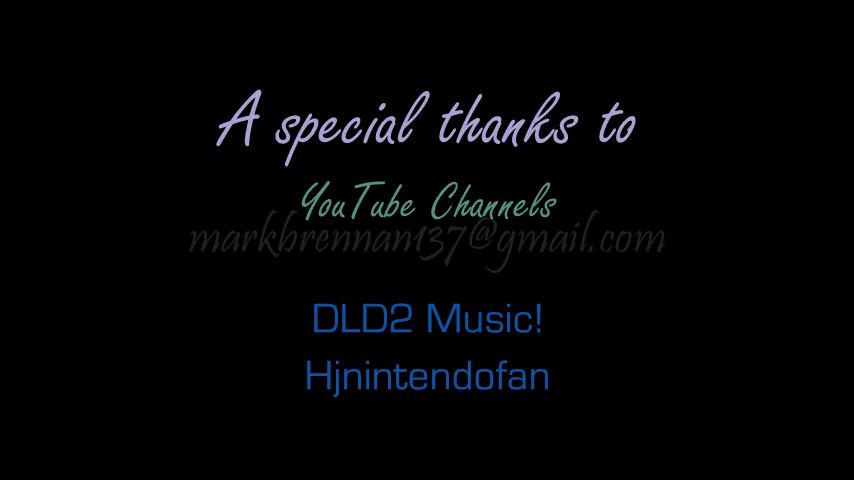 A special thanks to
YouTube Channels
markbrennan137@gmail.com
DLD2 Music!
Hjnintendofan